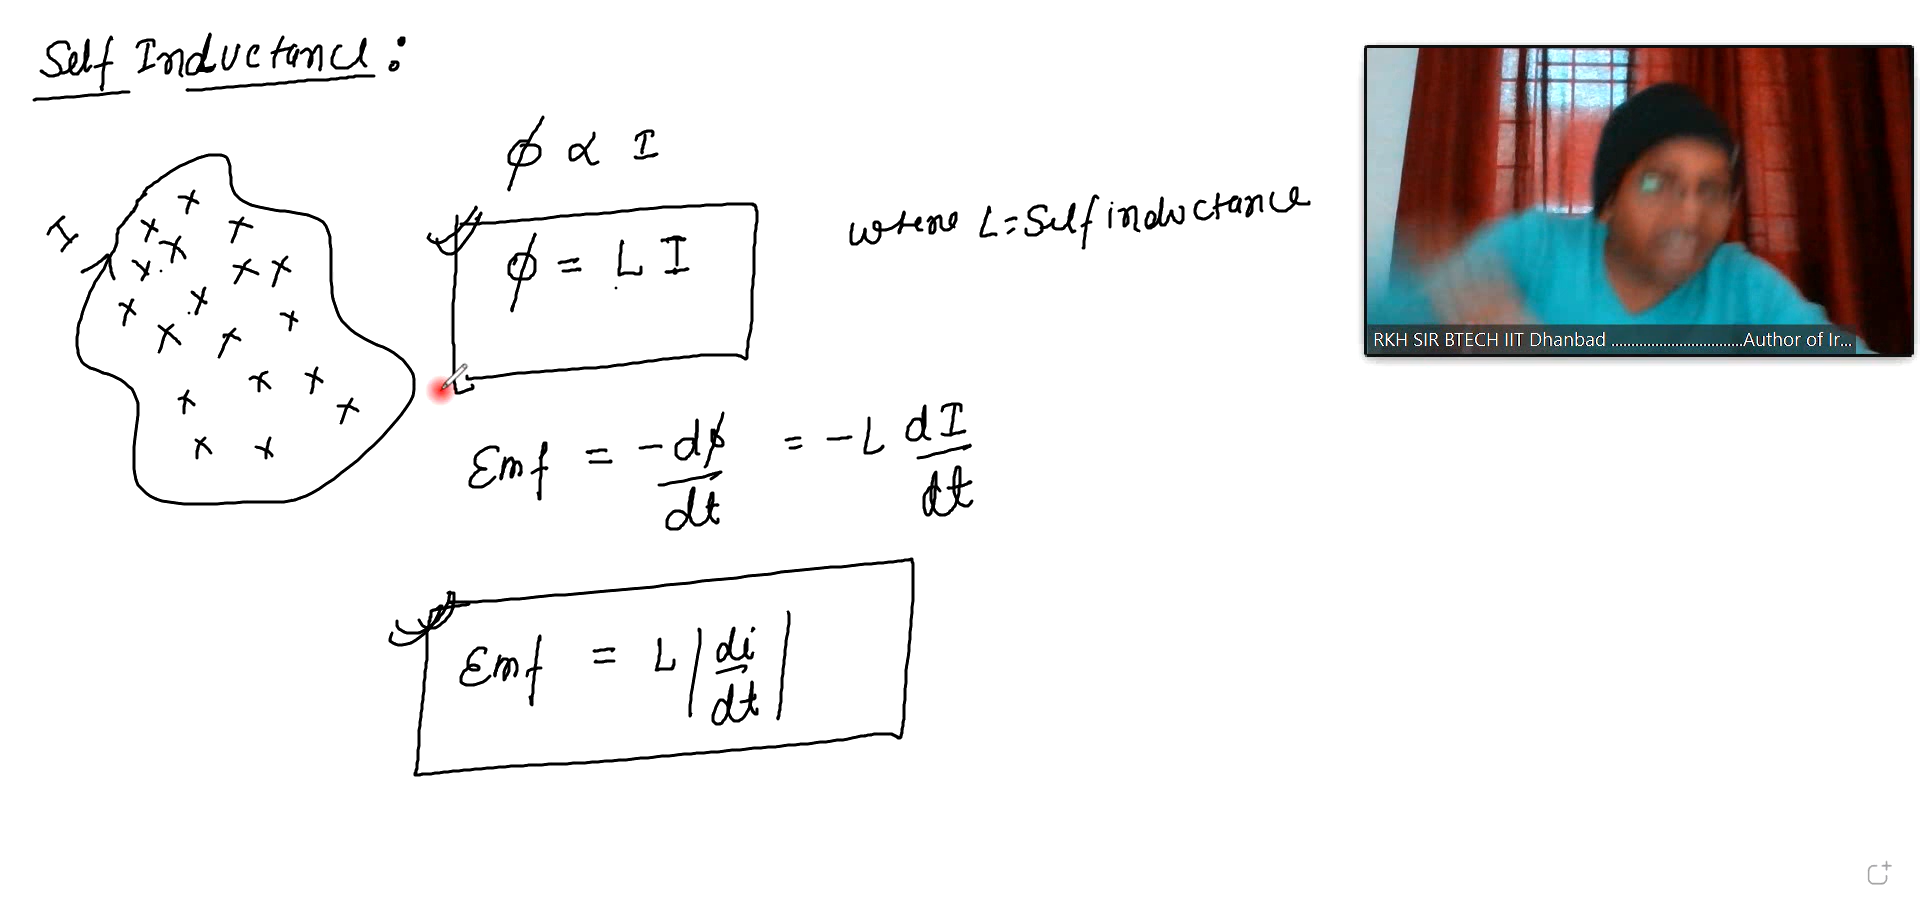 Self Inductance :
I
ϕ ∝ I
ϕ = L I
where L = Self inductance
Emf = -dϕ/dt = -L dI/dt
Emf = L |di/dt|
RKH SIR BTECH IIT Dhanbad ................................Author of Ir...